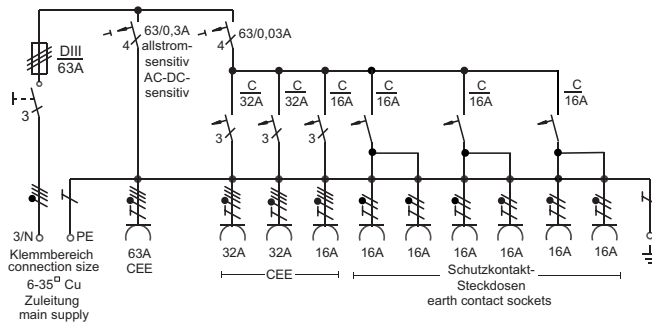 DIII
63A
3
3/N
PE
Klemmbereich
connection size
6-35□ Cu
Zuleitung
main supply
63/0,3A
4
allstrom-
sensitiv
AC-DC-
sensitiv
63/0,03A
4
C
32A
C
32A
C
16A
C
16A
C
16A
C
16A
3
3
3
63A
CEE
32A
32A
16A
16A
16A
16A
16A
16A
16A
CEE
Schutzkontakt-
Steckdosen
earth contact sockets